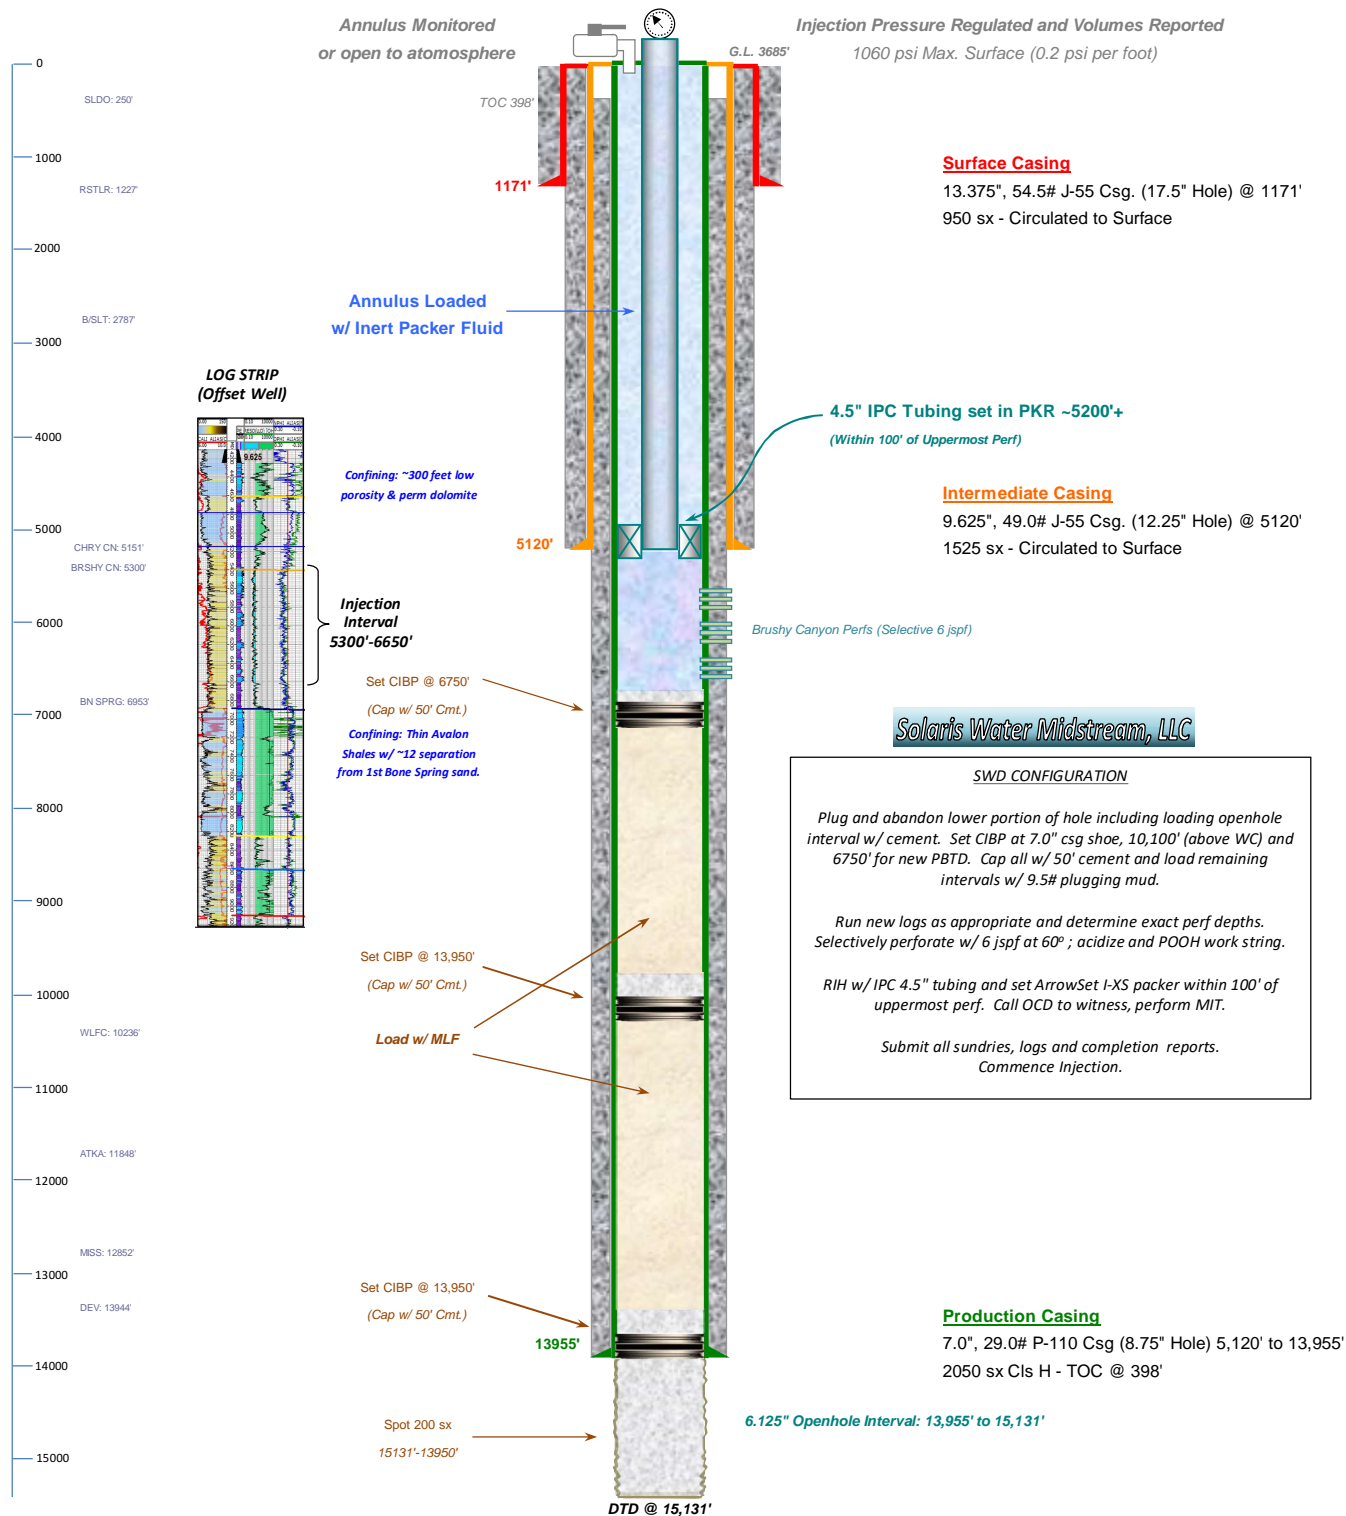 Annulus Monitored
or open to atomosphere
Injection Pressure Regulated and Volumes Reported
1060 psi Max. Surface (0.2 psi per foot)
G.L. 3685'
0
SLDO: 250'
TOC 398'
1000
RSTLR: 1227'
1171'
Surface Casing
13.375", 54.5# J-55 Csg. (17.5" Hole) @ 1171'
950 sx - Circulated to Surface
2000
B/SLT: 2787'
3000
Annulus Loaded
w/ Inert Packer Fluid
LOG STRIP
(Offset Well)
9.625
4000
4.5" IPC Tubing set in PKR ~5200'+
(Within 100' of Uppermost Perf)
Confining: ~300 feet low
porosity & perm dolomite
Intermediate Casing
9.625", 49.0# J-55 Csg. (12.25" Hole) @ 5120'
1525 sx - Circulated to Surface
5000
5120'
CHRY CN: 5151'
BRSHY CN: 5300'
Injection
Interval
5300'-6650'
6000
Brushy Canyon Perfs (Selective 6 jspf)
Set CIBP @ 6750'
(Cap w/ 50' Cmt.)
BN SPRG: 6953'
7000
Confining: Thin Avalon
Shales w/ ~12 separation
from 1st Bone Spring sand.
Solaris Water Midstream, LLC
SWD CONFIGURATION
Plug and abandon lower portion of hole including loading openhole
interval w/ cement. Set CIBP at 7.0" csg shoe, 10,100' (above WC) and
6750' for new PBTD. Cap all w/ 50' cement and load remaining
intervals w/ 9.5# plugging mud.
Run new logs as appropriate and determine exact perf depths.
Selectively perforate w/ 6 jspf at 60º ; acidize and POOH work string.
RIH w/ IPC 4.5" tubing and set ArrowSet I-XS packer within 100' of
uppermost perf. Call OCD to witness, perform MIT.
Submit all sundries, logs and completion reports.
Commence Injection.
8000
9000
Set CIBP @ 13,950'
(Cap w/ 50' Cmt.)
10000
WLFC: 10236'
Load w/ MLF
11000
ATKA: 11848'
12000
MISS: 12852'
13000
Set CIBP @ 13,950'
(Cap w/ 50' Cmt.)
DEV: 13944'
13955'
Production Casing
7.0", 29.0# P-110 Csg (8.75" Hole) 5,120' to 13,955'
2050 sx Cls H - TOC @ 398'
14000
6.125" Openhole Interval: 13,955' to 15,131'
Spot 200 sx
15131'-13950'
15000
DTD @ 15,131'